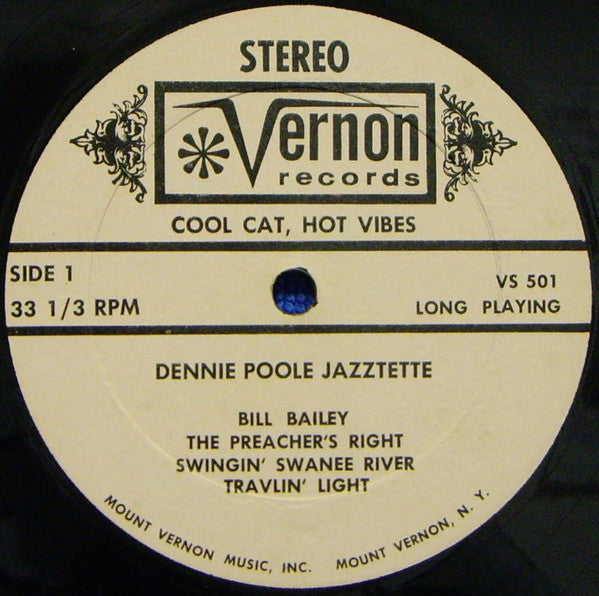 STEREO
Vernon
records
COOL CAT, HOT VIBES
SIDE 1
33 1/3 RPM
VS 501
LONG PLAYING
DENNIE POOLE JAZZTETTE
BILL BAILEY
THE PREACHER'S RIGHT
SWINGIN' SWANEE RIVER
TRAVLIN' LIGHT
MOUNT VERNON MUSIC, INC. MOUNT VERNON, N. Y.